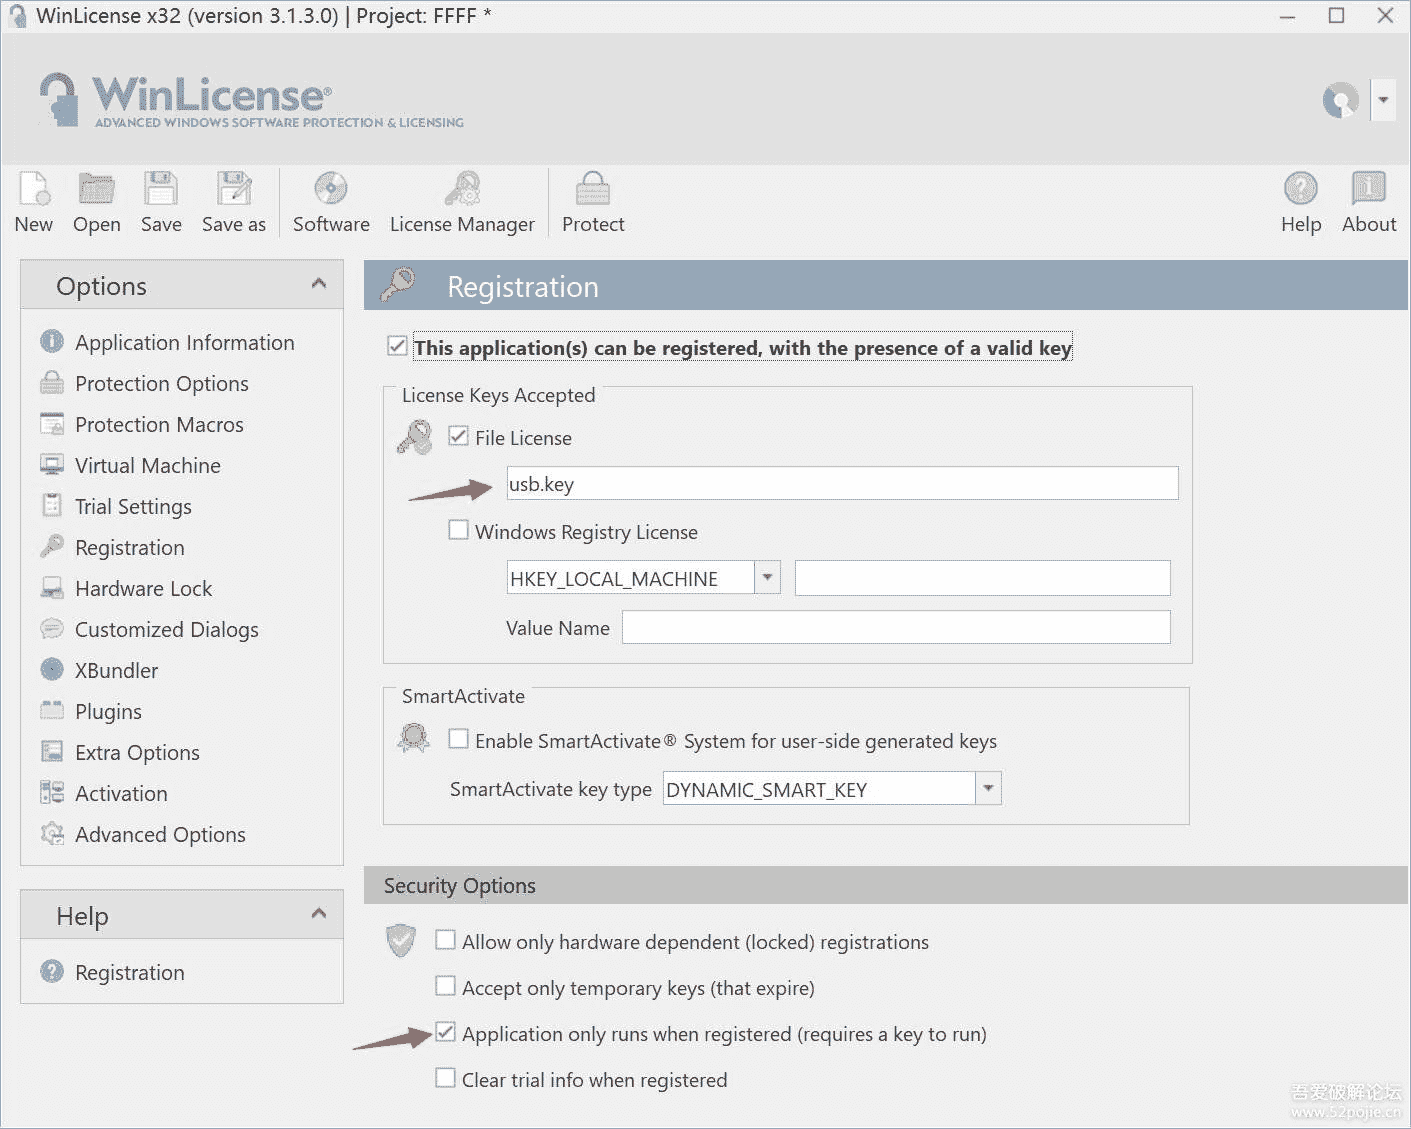 WinLicense x32 (version 3.1.3.0) | Project: FFFF *
WinLicense®
ADVANCED WINDOWS SOFTWARE PROTECTION & LICENSING
New Open Save Save as Software License Manager Protect Help About
Options
Application Information
Protection Options
Protection Macros
Virtual Machine
Trial Settings
Registration
Hardware Lock
Customized Dialogs
XBundler
Plugins
Extra Options
Activation
Advanced Options
Help
Registration
Registration
This application(s) can be registered, with the presence of a valid key
License Keys Accepted
File License
usb.key
Windows Registry License
HKEY_LOCAL_MACHINE
Value Name
SmartActivate
Enable SmartActivate® System for user-side generated keys
SmartActivate key type DYNAMIC_SMART_KEY
Security Options
Allow only hardware dependent (locked) registrations
Accept only temporary keys (that expire)
Application only runs when registered (requires a key to run)
Clear trial info when registered
吾爱破解论坛
www.52pojie.cn